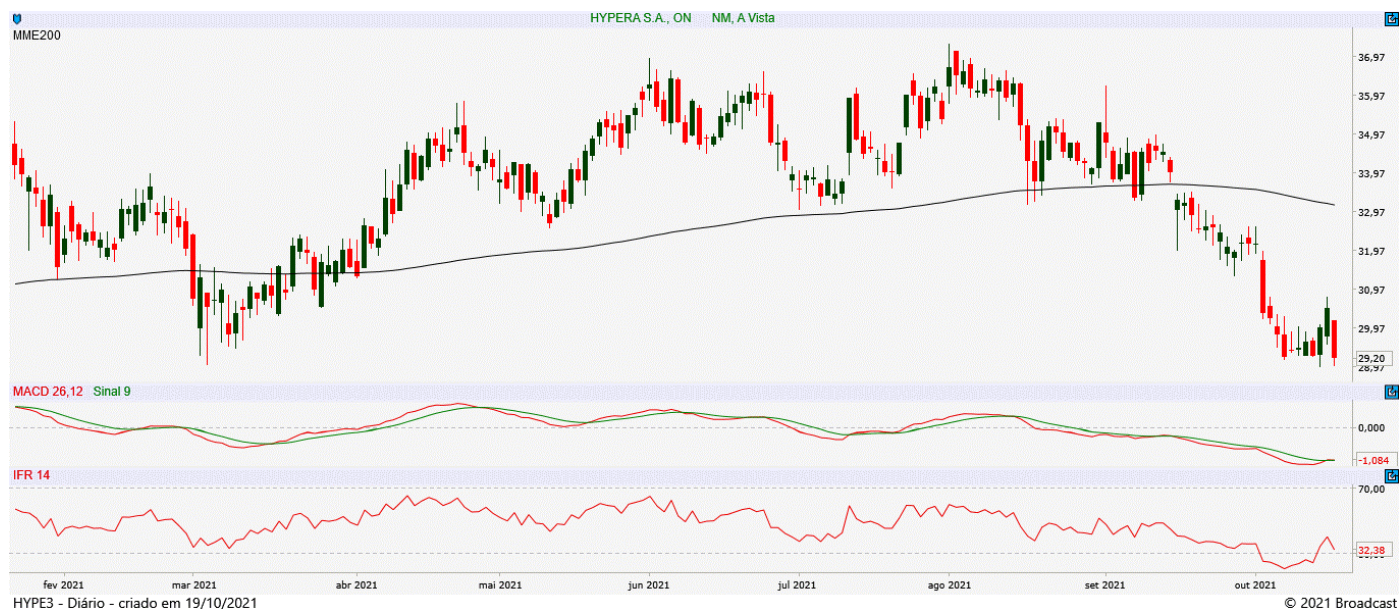 HYPERA S.A., ON NM, A Vista
MME200
36,97
35,97
34,97
33,97
32,97
31,97
30,97
29,97
29,20
28,97
MACD 26,12 Sinal 9
0,000
-1,084
IFR 14
70,00
32,38
fev 2021 mar 2021 abr 2021 mai 2021 jun 2021 jul 2021 ago 2021 set 2021 out 2021
HYPE3 - Diário - criado em 19/10/2021 © 2021 Broadcast